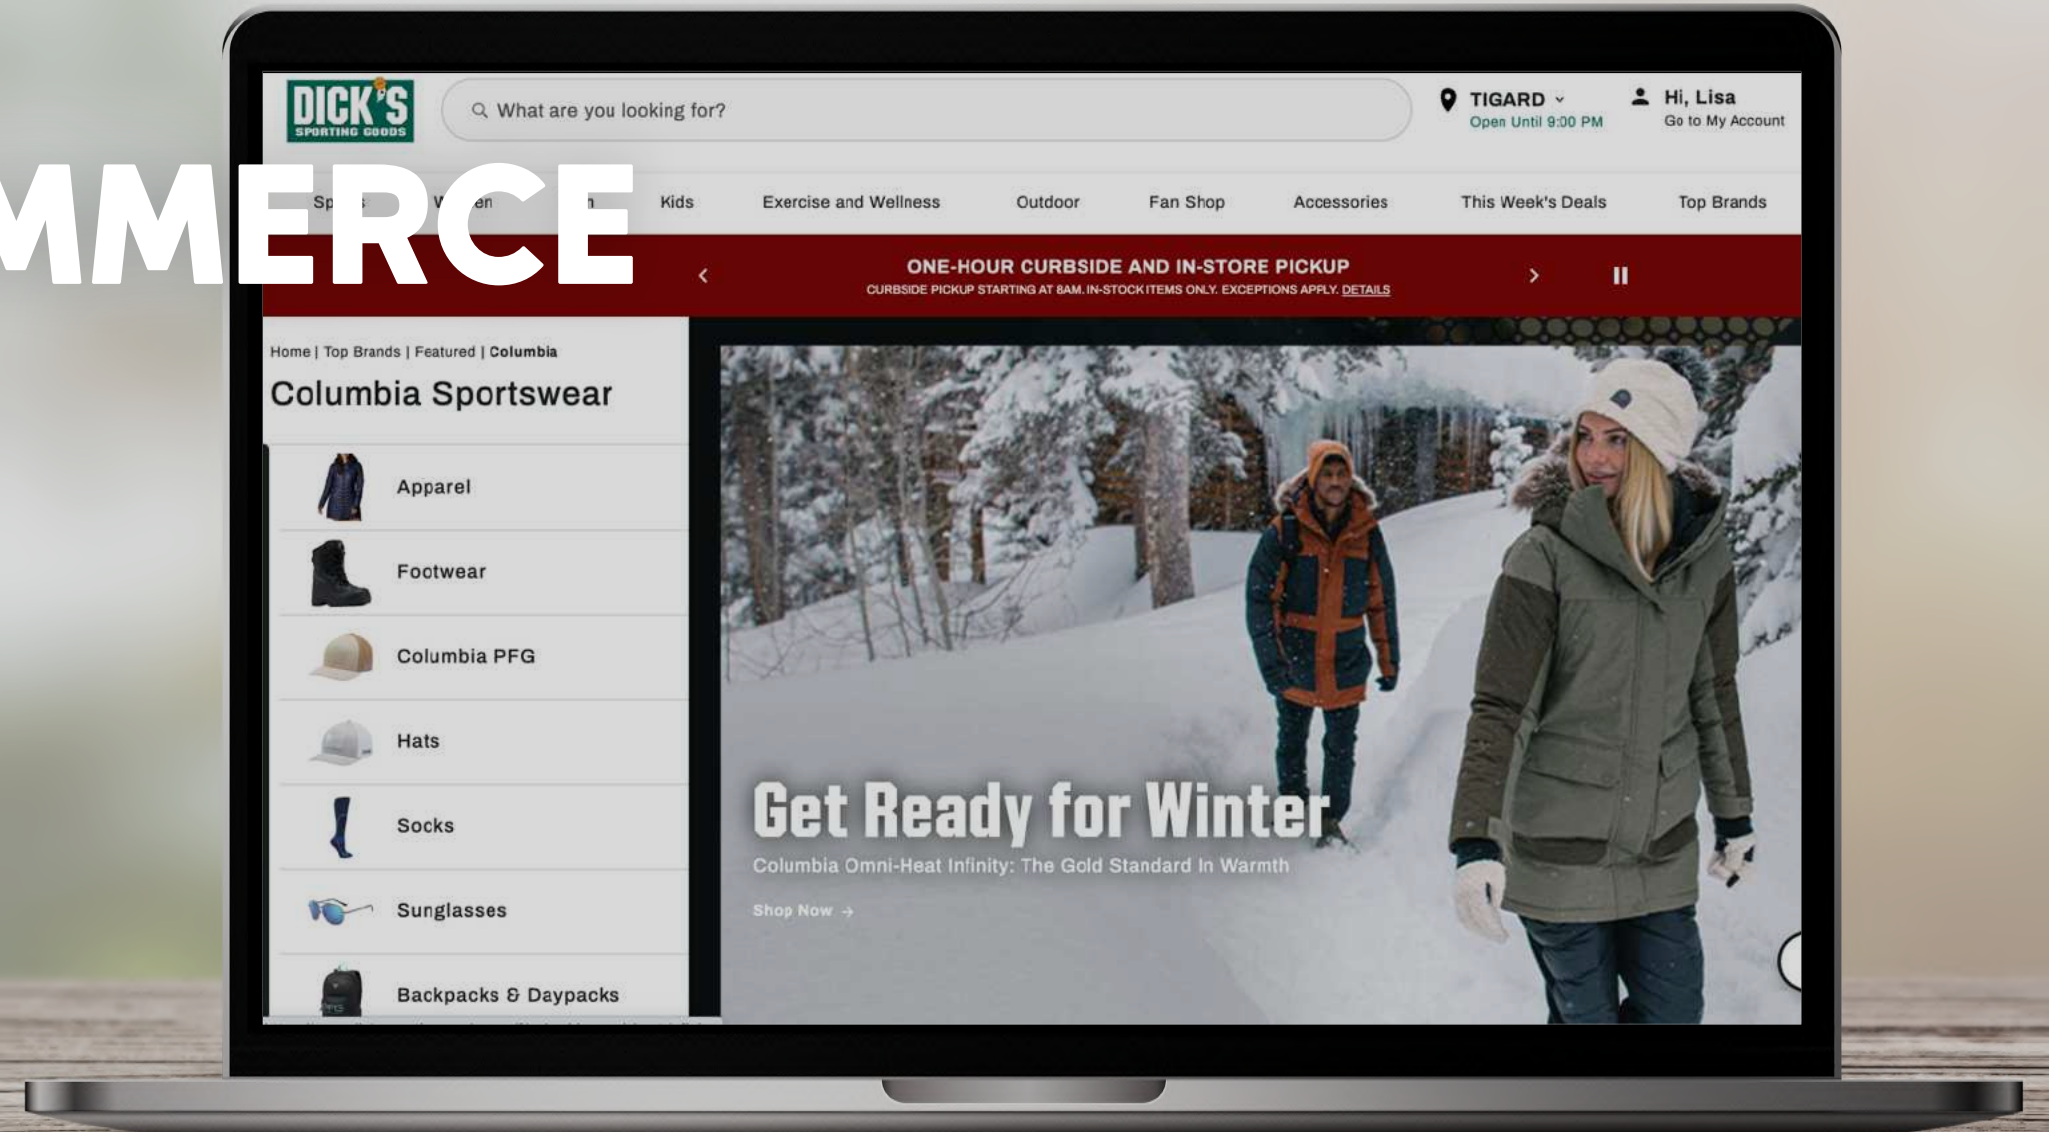 DICK'S
SPORTING GOODS
What are you looking for?
TIGARD
Open Until 9:00 PM
Hi, Lisa
Go to My Account
MMERCE
Kids
Exercise and Wellness
Outdoor
Fan Shop
Accessories
This Week's Deals
Top Brands
ONE-HOUR CURBSIDE AND IN-STORE PICKUP
CURBSIDE PICKUP STARTING AT 8AM. IN-STOCK ITEMS ONLY. EXCEPTIONS APPLY. DETAILS
Home | Top Brands | Featured | Columbia
Columbia Sportswear
Apparel
Footwear
Columbia PFG
Hats
Socks
Sunglasses
Backpacks & Daypacks
Get Ready for Winter
Columbia Omni-Heat Infinity: The Gold Standard In Warmth
Shop Now →